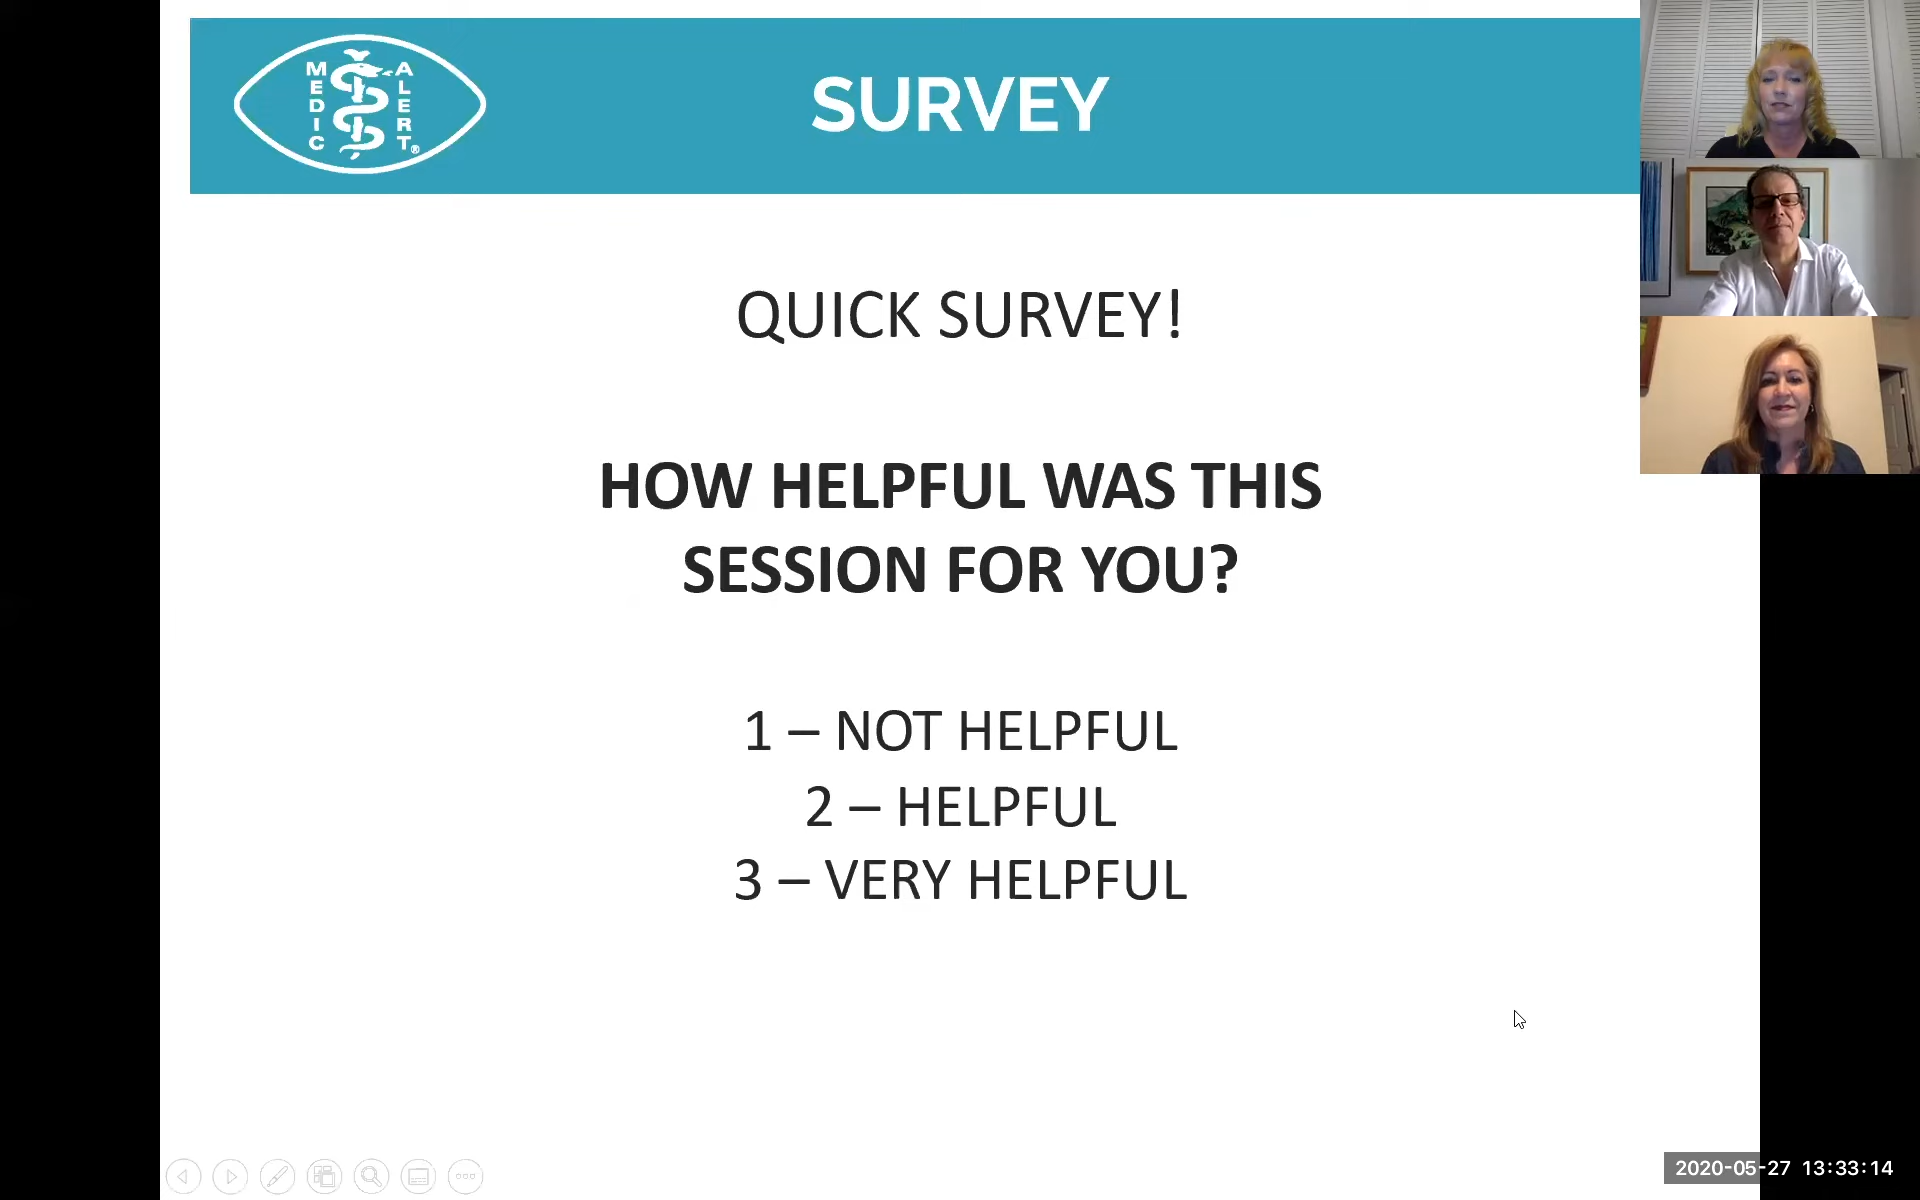 MEDIC ALERT®
SURVEY
QUICK SURVEY!
HOW HELPFUL WAS THIS
SESSION FOR YOU?
1 – NOT HELPFUL
2 – HELPFUL
3 – VERY HELPFUL
2020-05-27 13:33:14